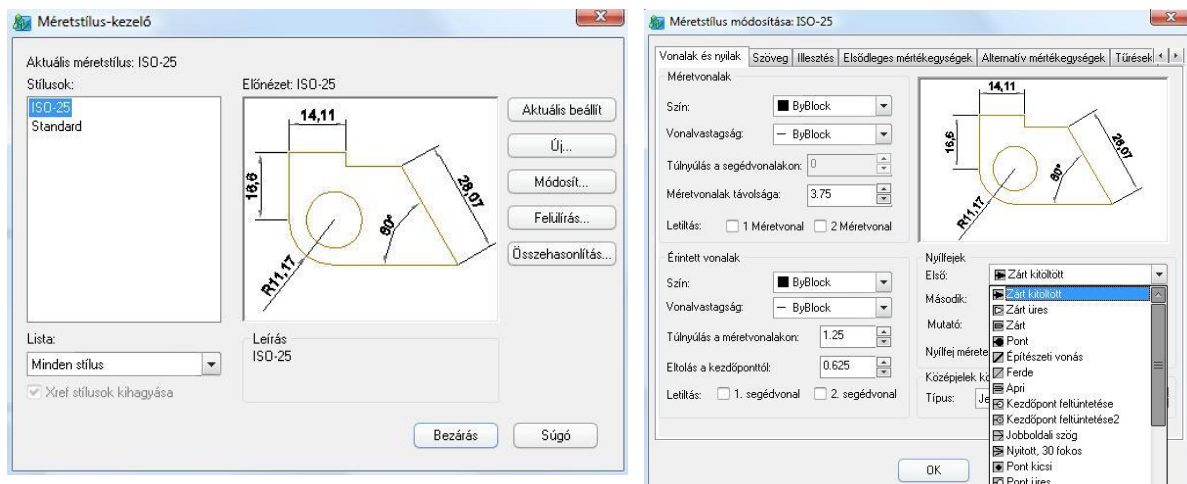 Méretstílus-kezelő
Aktuális méretstílus: ISO-25
Stílusok:
ISO-25
Standard
Előnézet: ISO-25
14,11
16,6
28,07
60°
R11,17
Aktuális beállít
Új...
Módosít...
Felülírás...
Összehasonlítás...
Lista:
Minden stílus
Xref stílusok kihagyása
Leírás
ISO-25
Bezárás
Súgó
Méretstílus módosítása: ISO-25
Vonalak és nyilak
Szöveg
Illesztés
Elsődleges mértékegységek
Alternatív mértékegységek
Tűrések
Méretvonalak
Szín:
ByBlock
Vonalvastagság:
ByBlock
Túlnyúlás a segédvonalakon:
0
Méretvonalak távolsága:
3.75
Letiltás:
1 Méretvonal
2 Méretvonal
14,11
16,6
28,07
60°
R11,17
Érintett vonalak
Szín:
ByBlock
Vonalvastagság:
ByBlock
Túlnyúlás a méretvonalakon:
1.25
Eltolás a kezdőponttól:
0.625
Letiltás:
1. segédvonal
2. segédvonal
Nyílfejek
Első:
Zárt kitöltött
Második:
Mutató:
Nyílfej mérete
Középjelek kö
Típus:
Je
Zárt kitöltött
Zárt üres
Zárt
Pont
Építészeti vonás
Ferde
Apri
Kezdőpont feltüntetése
Kezdőpont feltüntetése2
Jobboldali szög
Nyitott, 30 fokos
Pont kicsi
Pont üres
OK